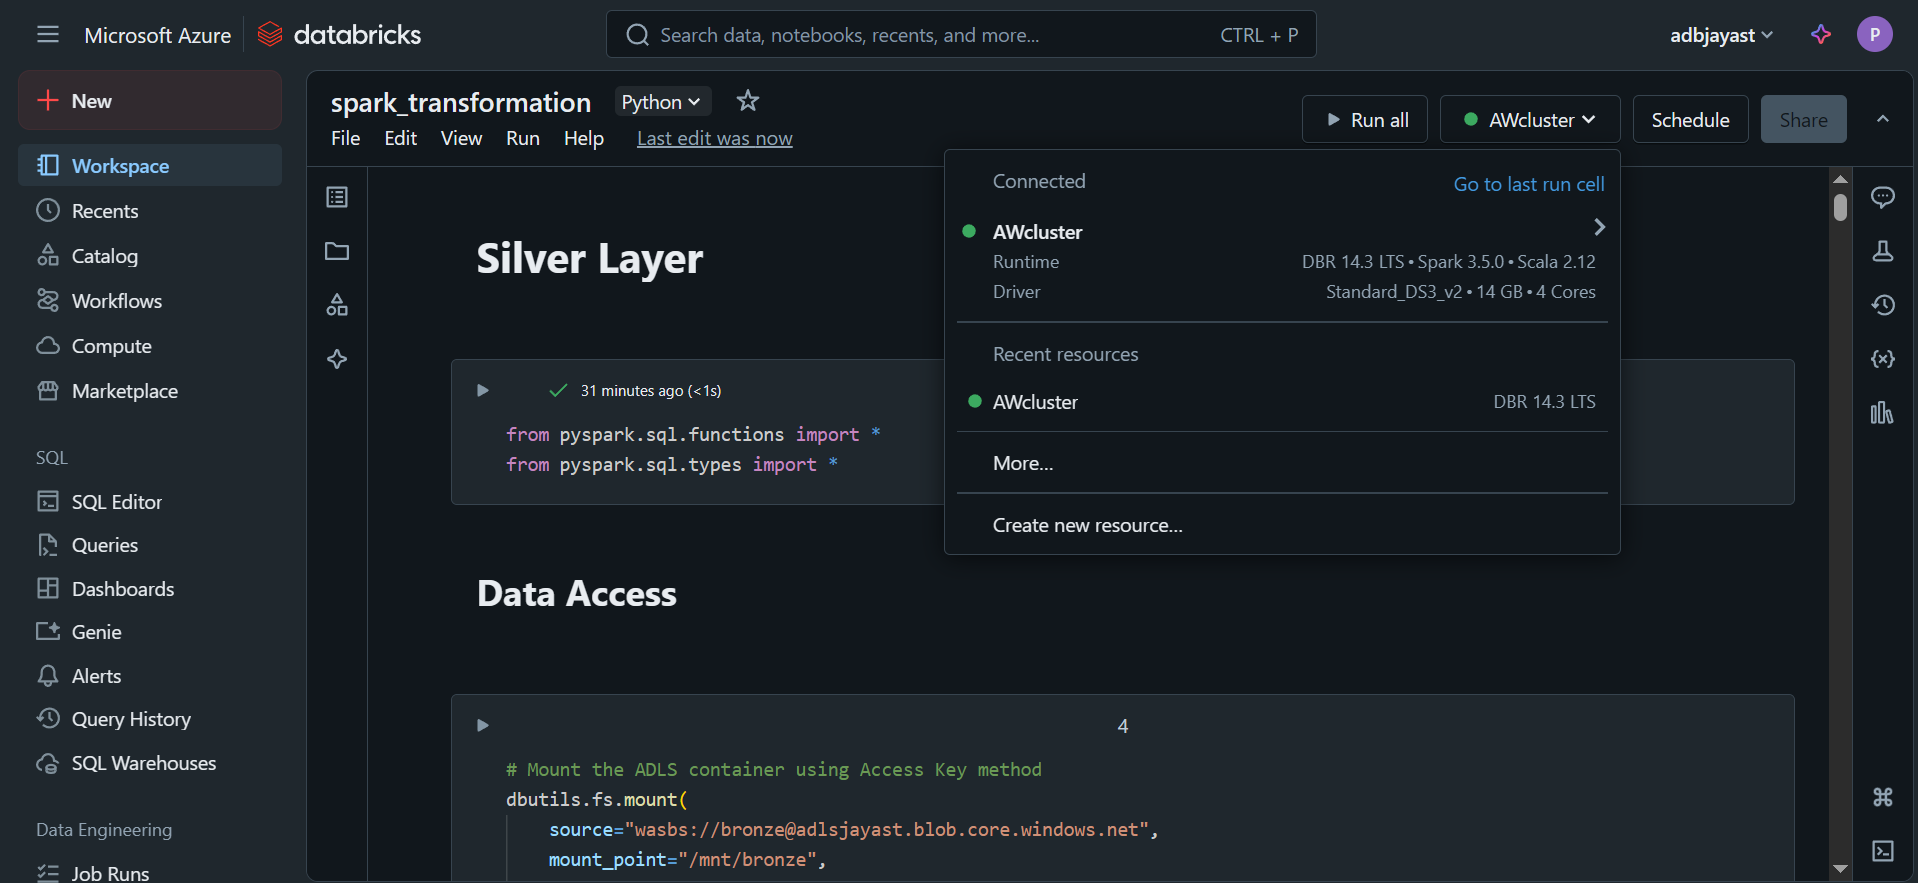 Microsoft Azure
databricks
Search data, notebooks, recents, and more...
CTRL + P
adbjayast
P
New
Workspace
Recents
Catalog
Workflows
Compute
Marketplace
SQL
SQL Editor
Queries
Dashboards
Genie
Alerts
Query History
SQL Warehouses
Data Engineering
Job Runs
spark_transformation
Python
File Edit View Run Help Last edit was now
Run all
AWcluster
Schedule
Share
Connected
Go to last run cell
AWcluster
Runtime DBR 14.3 LTS • Spark 3.5.0 • Scala 2.12
Driver Standard_DS3_v2 • 14 GB • 4 Cores
Recent resources
AWcluster DBR 14.3 LTS
More...
Create new resource...
Silver Layer
31 minutes ago (<1s)
from pyspark.sql.functions import *
from pyspark.sql.types import *
Data Access
4
# Mount the ADLS container using Access Key method
dbutils.fs.mount(
source="wasbs://bronze@adlsjayast.blob.core.windows.net",
mount_point="/mnt/bronze",